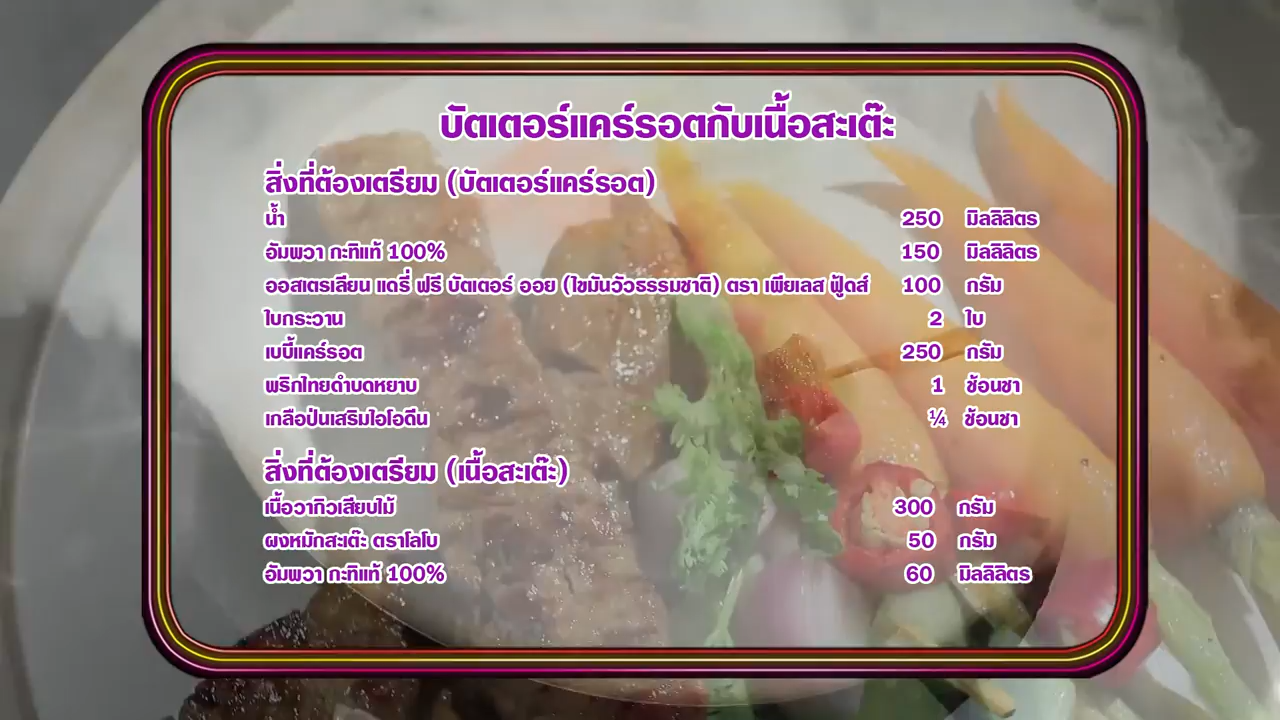 บัตเตอร์แคร์รอตกับเนื้อสะเต๊ะ
สิ่งที่ต้องเตรียม (บัตเตอร์แคร์รอต)
น้ำ 250 มิลลิลิตร
อัมพวา กะทิแท้ 100% 150 มิลลิลิตร
ออสเตรเลียน แดรี่ ฟรี บัตเตอร์ ออย (ไขมันวัวธรรมชาติ) ตรา เพียเลส ฟู้ดส์ 100 กรัม
ใบกระวาน 2 ใบ
เบบี้แคร์รอต 250 กรัม
พริกไทยดำบดหยาบ 1 ช้อนชา
เกลือป่นเสริมไอโอดีน ¼ ช้อนชา
สิ่งที่ต้องเตรียม (เนื้อสะเต๊ะ)
เนื้อวากิวเสียบไม้ 300 กรัม
ผงหมักสะเต๊ะ ตราโลโบ 50 กรัม
อัมพวา กะทิแท้ 100% 60 มิลลิลิตร